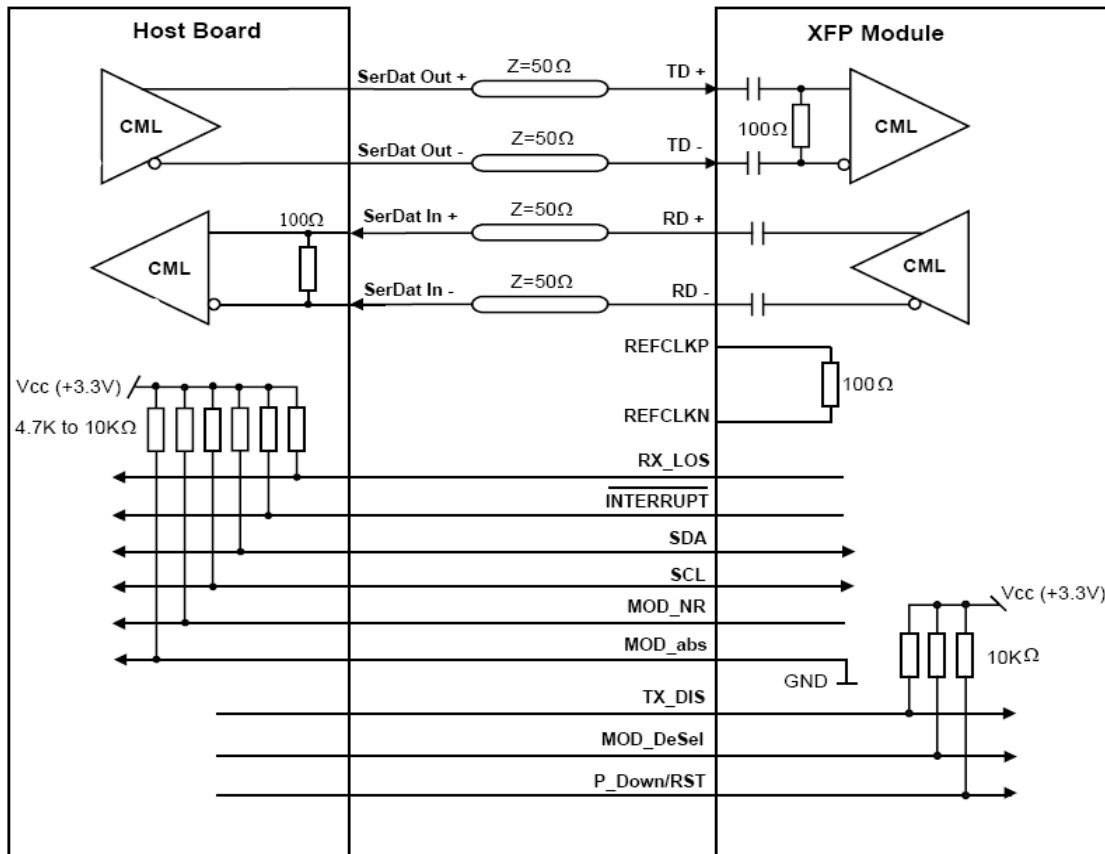 Host Board
XFP Module
SerDat Out +
Z=50Ω
TD +
CML
100Ω
CML
SerDat Out -
Z=50Ω
TD -
100Ω
SerDat In +
Z=50Ω
RD +
CML
CML
SerDat In -
Z=50Ω
RD -
REFCLKP
100Ω
REFCLKN
Vcc (+3.3V)
4.7K to 10KΩ
RX_LOS
INTERRUPT
SDA
SCL
Vcc (+3.3V)
MOD_NR
MOD_abs
10KΩ
GND
TX_DIS
MOD_DeSel
P_Down/RST